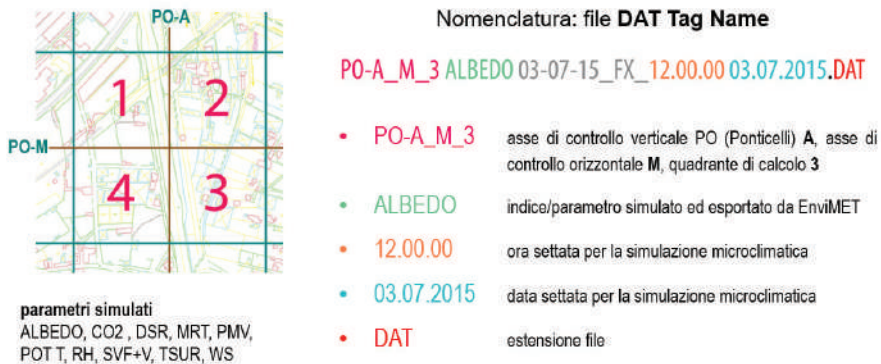 PO-A
1
2
PO-M
4
3
parametri simulati
ALBEDO, CO2 , DSR, MRT, PMV,
POT T, RH, SVF+V, TSUR, WS
Nomenclatura: file DAT Tag Name
PO-A_M_3 ALBEDO 03-07-15_FX_12.00.00 03.07.2015.DAT
• PO-A_M_3 asse di controllo verticale PO (Ponticelli) A, asse di
controllo orizzontale M, quadrante di calcolo 3
• ALBEDO indice/parametro simulato ed esportato da EnviMET
• 12.00.00 ora settata per la simulazione microclimatica
• 03.07.2015 data settata per la simulazione microclimatica
• DAT estensione file